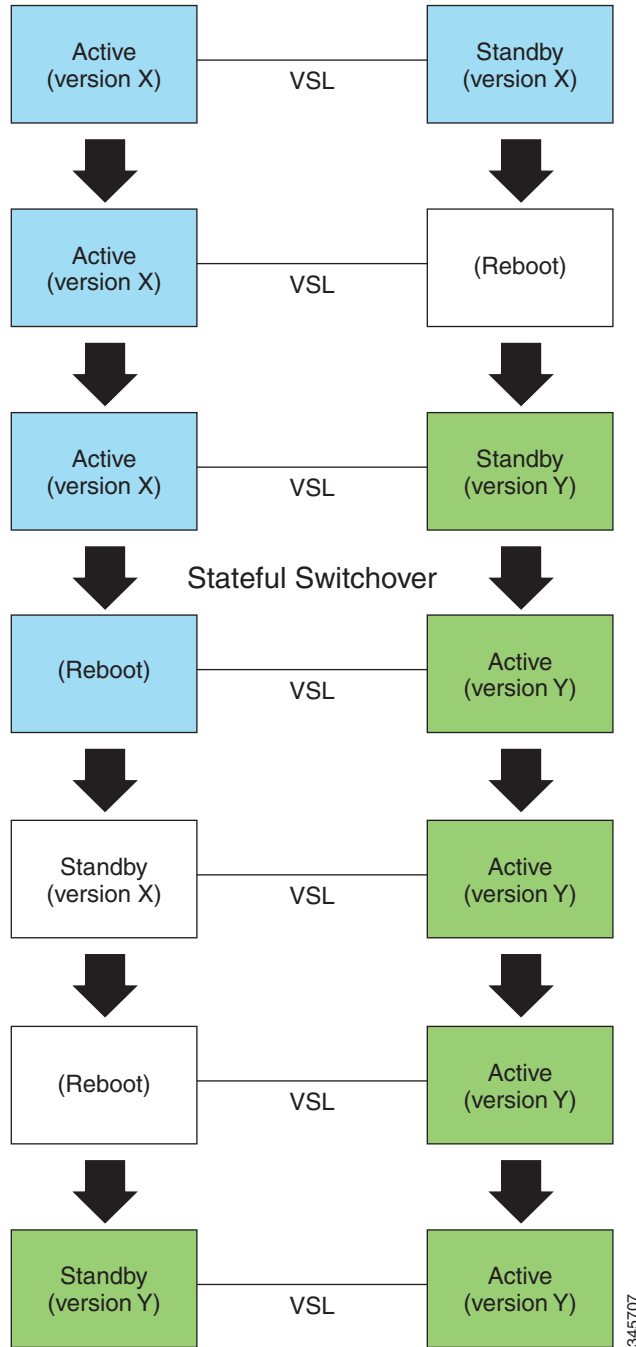 Active
(version X)
VSL
Standby
(version X)
Active
(version X)
VSL
(Reboot)
Active
(version X)
VSL
Standby
(version Y)
Stateful Switchover
(Reboot)
VSL
Active
(version Y)
Standby
(version X)
VSL
Active
(version Y)
(Reboot)
VSL
Active
(version Y)
Standby
(version Y)
VSL
Active
(version Y)
345707